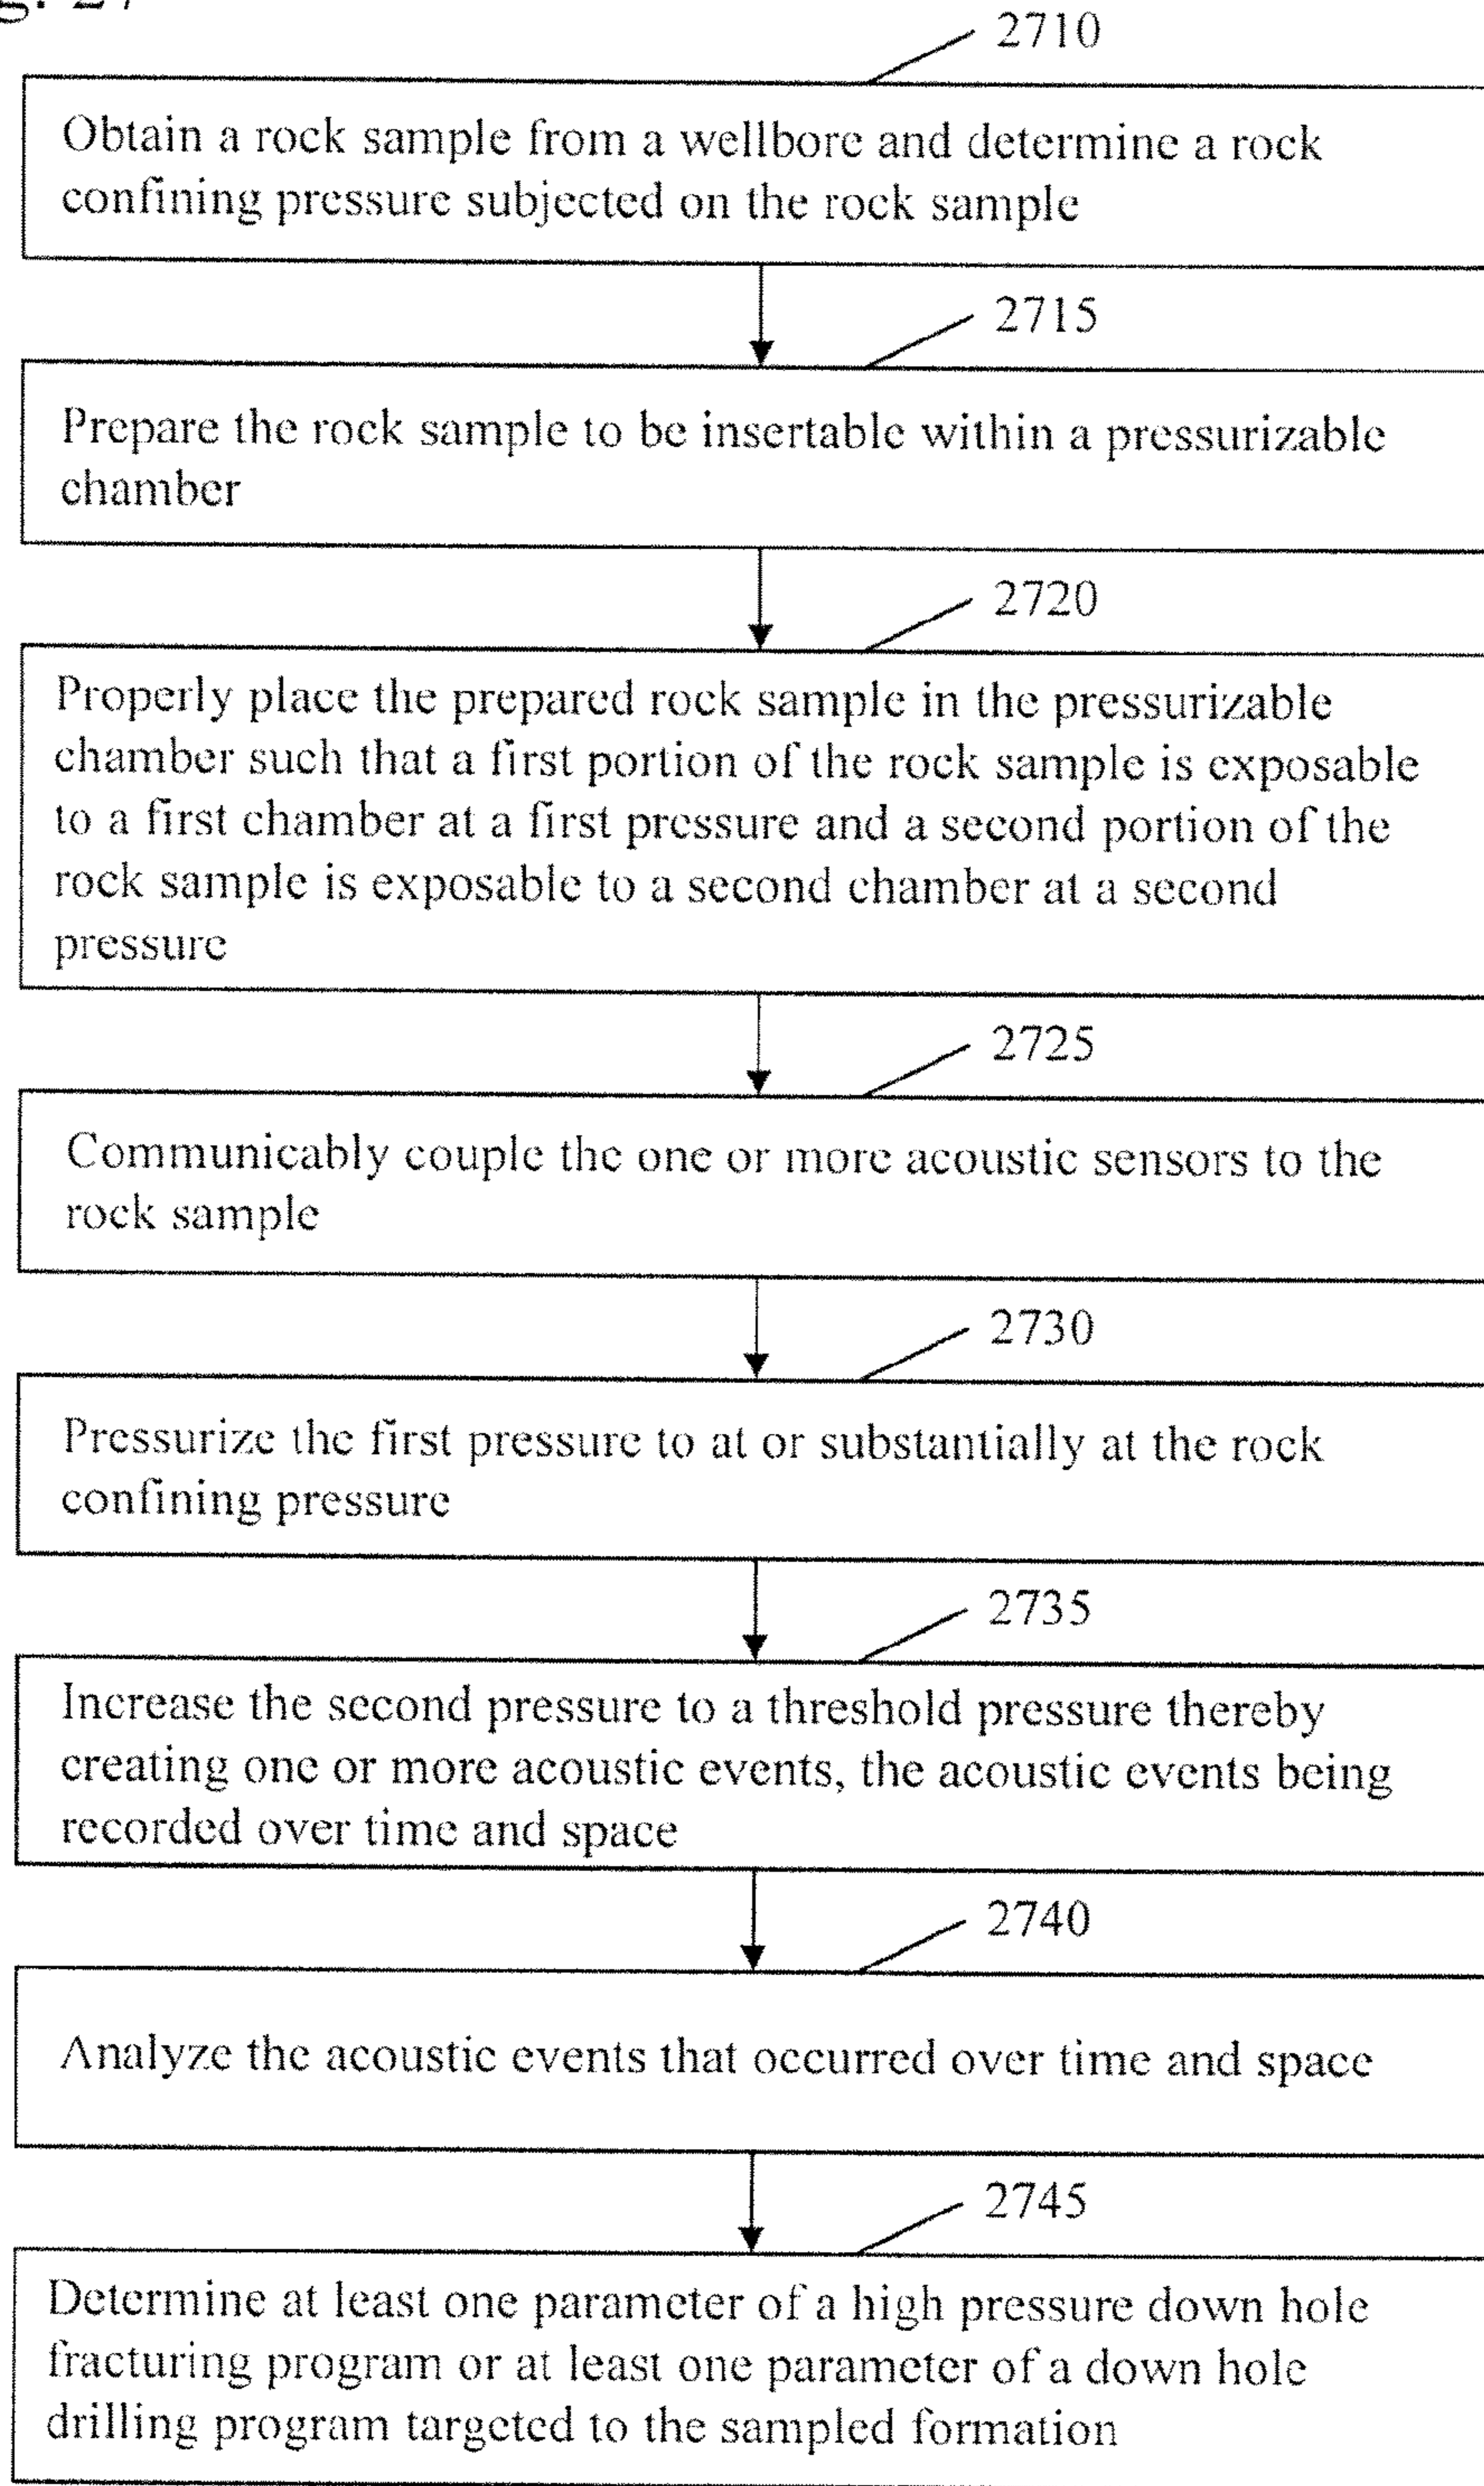 2710
Obtain a rock sample from a wellbore and determine a rock
confining pressure subjected on the rock sample
2715
Prepare the rock sample to be insertable within a pressurizable
chamber
2720
Properly place the prepared rock sample in the pressurizable
chamber such that a first portion of the rock sample is exposable
to a first chamber at a first pressure and a second portion of the
rock sample is exposable to a second chamber at a second
pressure
2725
Communicably couple the one or more acoustic sensors to the
rock sample
2730
Pressurize the first pressure to at or substantially at the rock
confining pressure
2735
Increase the second pressure to a threshold pressure thereby
creating one or more acoustic events, the acoustic events being
recorded over time and space
2740
Analyze the acoustic events that occurred over time and space
2745
Determine at least one parameter of a high pressure down hole
fracturing program or at least one parameter of a down hole
drilling program targeted to the sampled formation